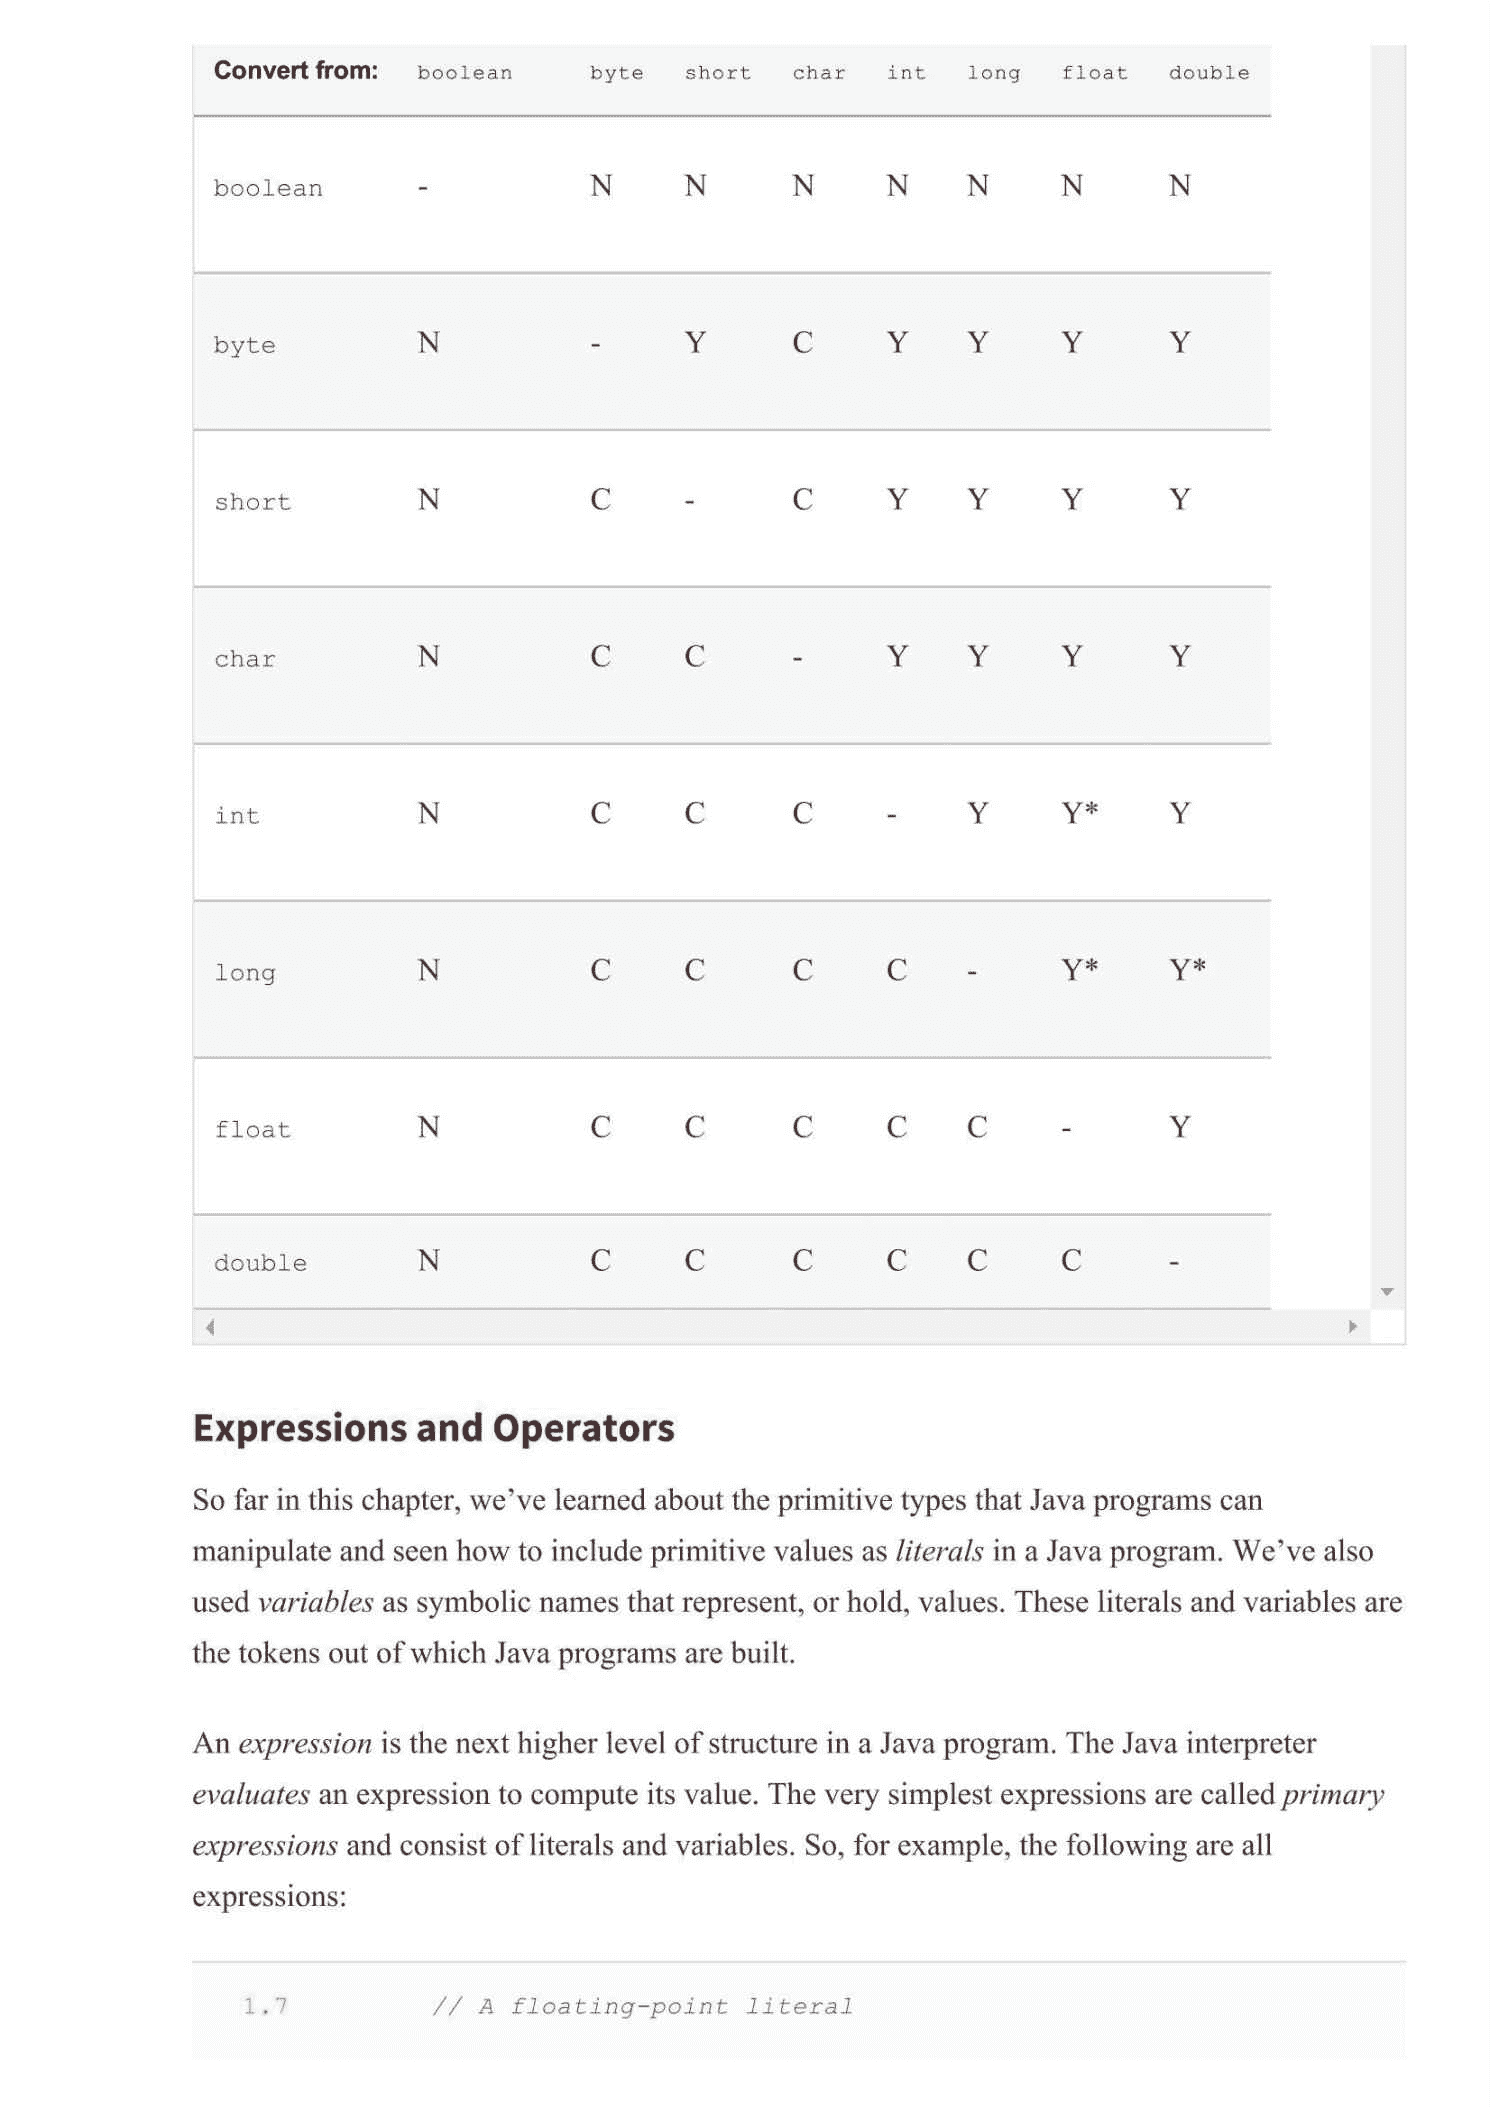 Convert from: boolean byte short char int long float double
boolean - N N N N N N N
byte N - Y C Y Y Y Y
short N C - C Y Y Y Y
char N C C - Y Y Y Y
int N C C C - Y Y* Y
long N C C C C - Y* Y*
float N C C C C C - Y
double N C C C C C C -
Expressions and Operators
So far in this chapter, we’ve learned about the primitive types that Java programs can
manipulate and seen how to include primitive values as literals in a Java program. We’ve also
used variables as symbolic names that represent, or hold, values. These literals and variables are
the tokens out of which Java programs are built.
An expression is the next higher level of structure in a Java program. The Java interpreter
evaluates an expression to compute its value. The very simplest expressions are called primary
expressions and consist of literals and variables. So, for example, the following are all
expressions:
1.7 // A floating-point literal